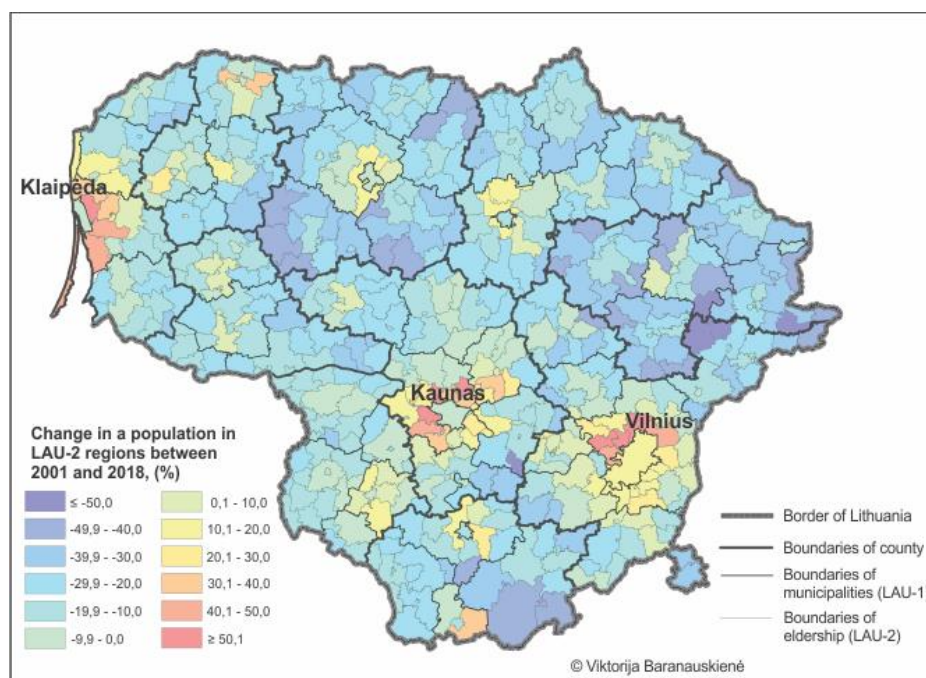 Klaipėda
Kaunas
Vilnius
Change in a population in
LAU-2 regions between
2001 and 2018, (%)
≤ -50,0
-49,9 - -40,0
-39,9 - -30,0
-29,9 - -20,0
-19,9 - -10,0
-9,9 - 0,0
0,1 - 10,0
10,1 - 20,0
20,1 - 30,0
30,1 - 40,0
40,1 - 50,0
≥ 50,1
Border of Lithuania
Boundaries of county
Boundaries of
municipalities (LAU-1)
Boundaries of
eldership (LAU-2)
© Viktorija Baranauskienė